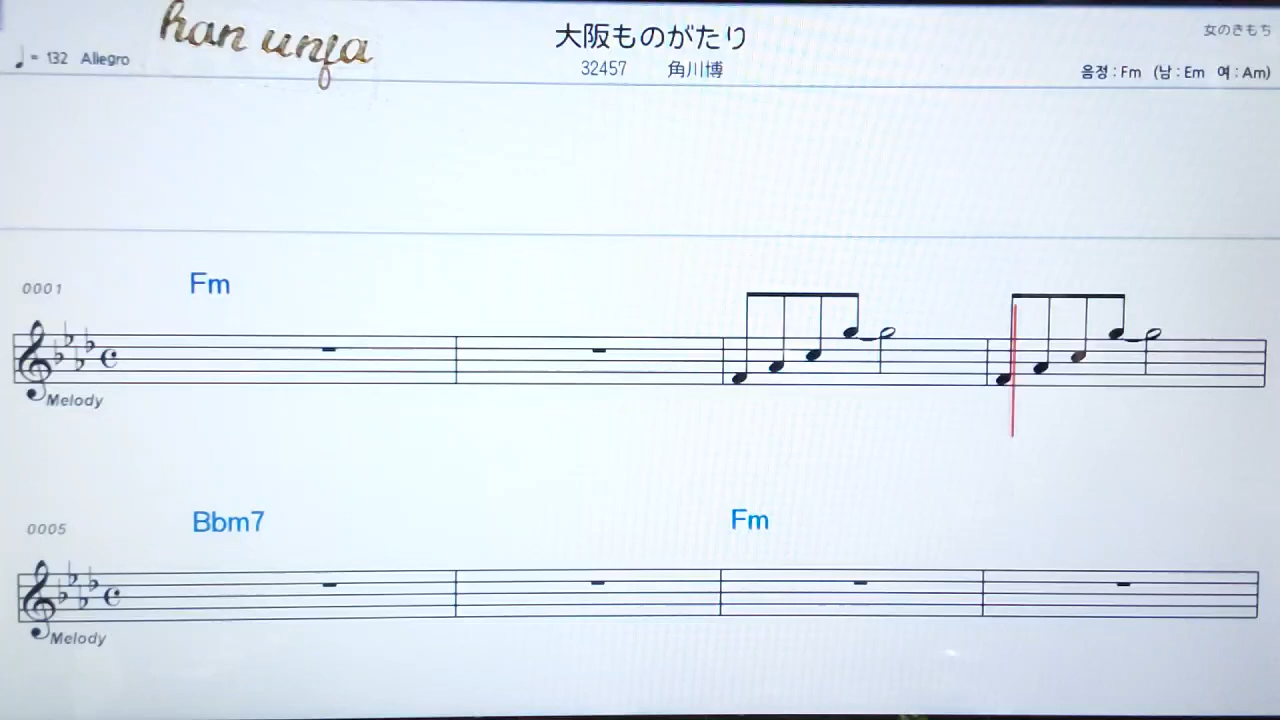 han unja
大阪ものがたり
女のきもち
♩= 132 Allegro
32457 角川博
음정 : Fm (남 : Em 여 : Am)
0001 Fm
Melody
0005 Bbm7 Fm
Melody